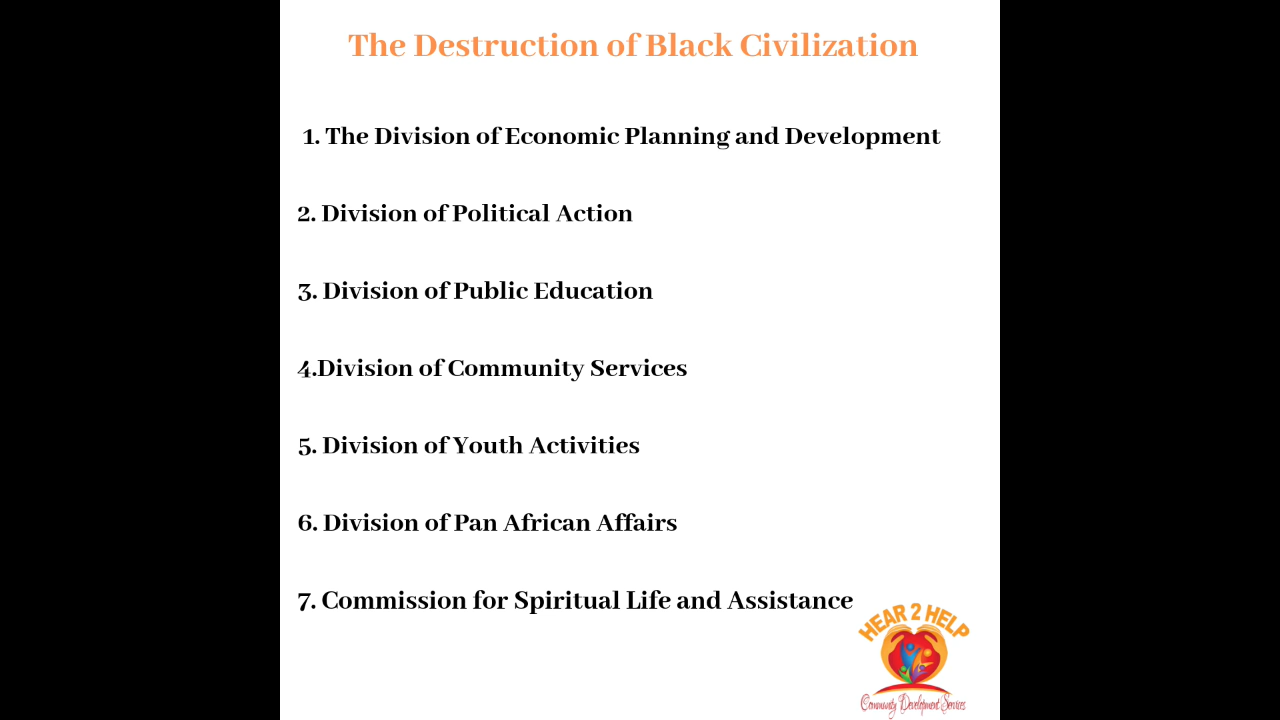 The Destruction of Black Civilization
1. The Division of Economic Planning and Development
2. Division of Political Action
3. Division of Public Education
4.Division of Community Services
5. Division of Youth Activities
6. Division of Pan African Affairs
7. Commission for Spiritual Life and Assistance
HEAR 2 HELP
Community Development Services